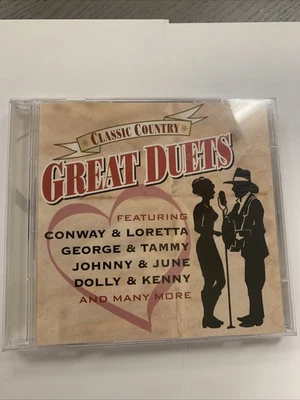 CLASSIC COUNTRY
GREAT DUETS
FEATURING
CONWAY & LORETTA
GEORGE & TAMMY
JOHNNY & JUNE
DOLLY & KENNY
AND MANY MORE